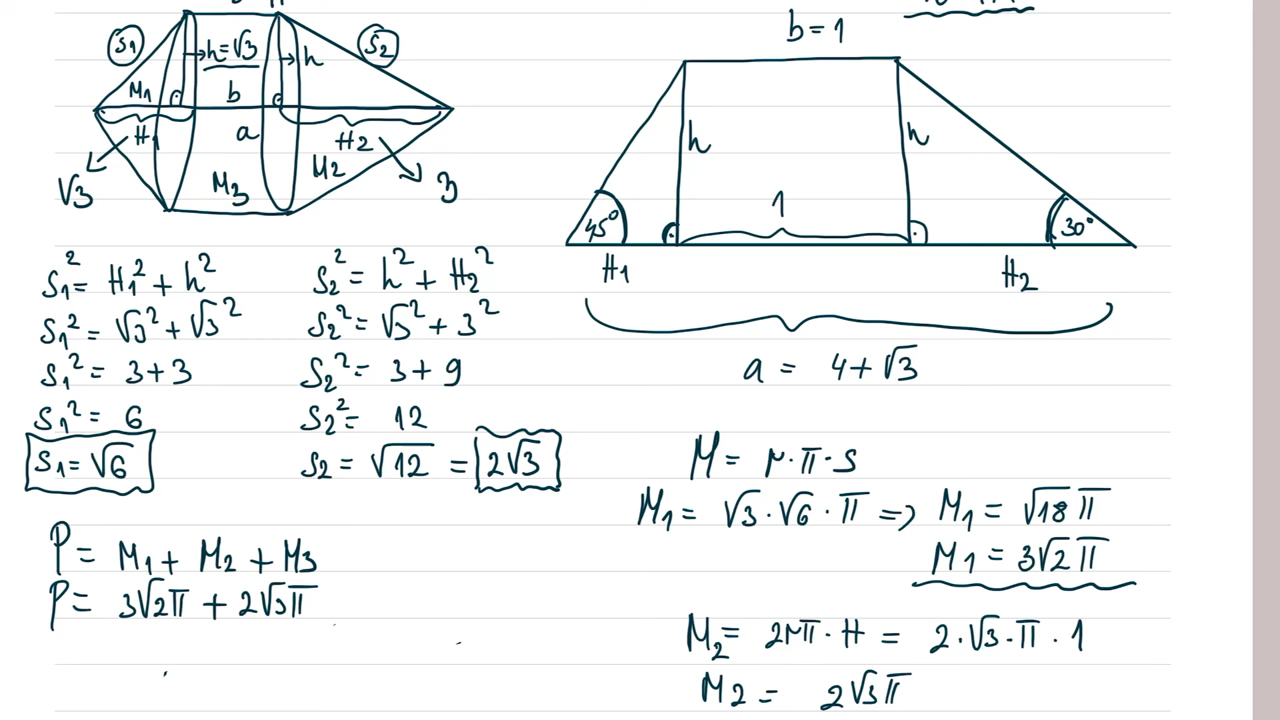 S₁
h=√3
h
S₂
M₁
b
H₁
a
H₂
M₂
√3
M₃
3
S₁² = H₁² + h²
S₁² = √3² + √3²
S₁² = 3+3
S₁² = 6
S₁ = √6
S₂² = h² + H₂²
S₂² = √3² + 3²
S₂² = 3 + 9
S₂² = 12
S₂ = √12 = 2√3
P = M₁ + M₂ + M₃
P = 3√2π + 2√3π
b = 1
h
h
1
45°
30°
H₁
H₂
a = 4+√3
M = r·π·s
M₁ = √3·√6·π => M₁ = √18π
M₁ = 3√2π
M₂ = 2rπ·H = 2·√3·π·1
M₂ = 2√3π